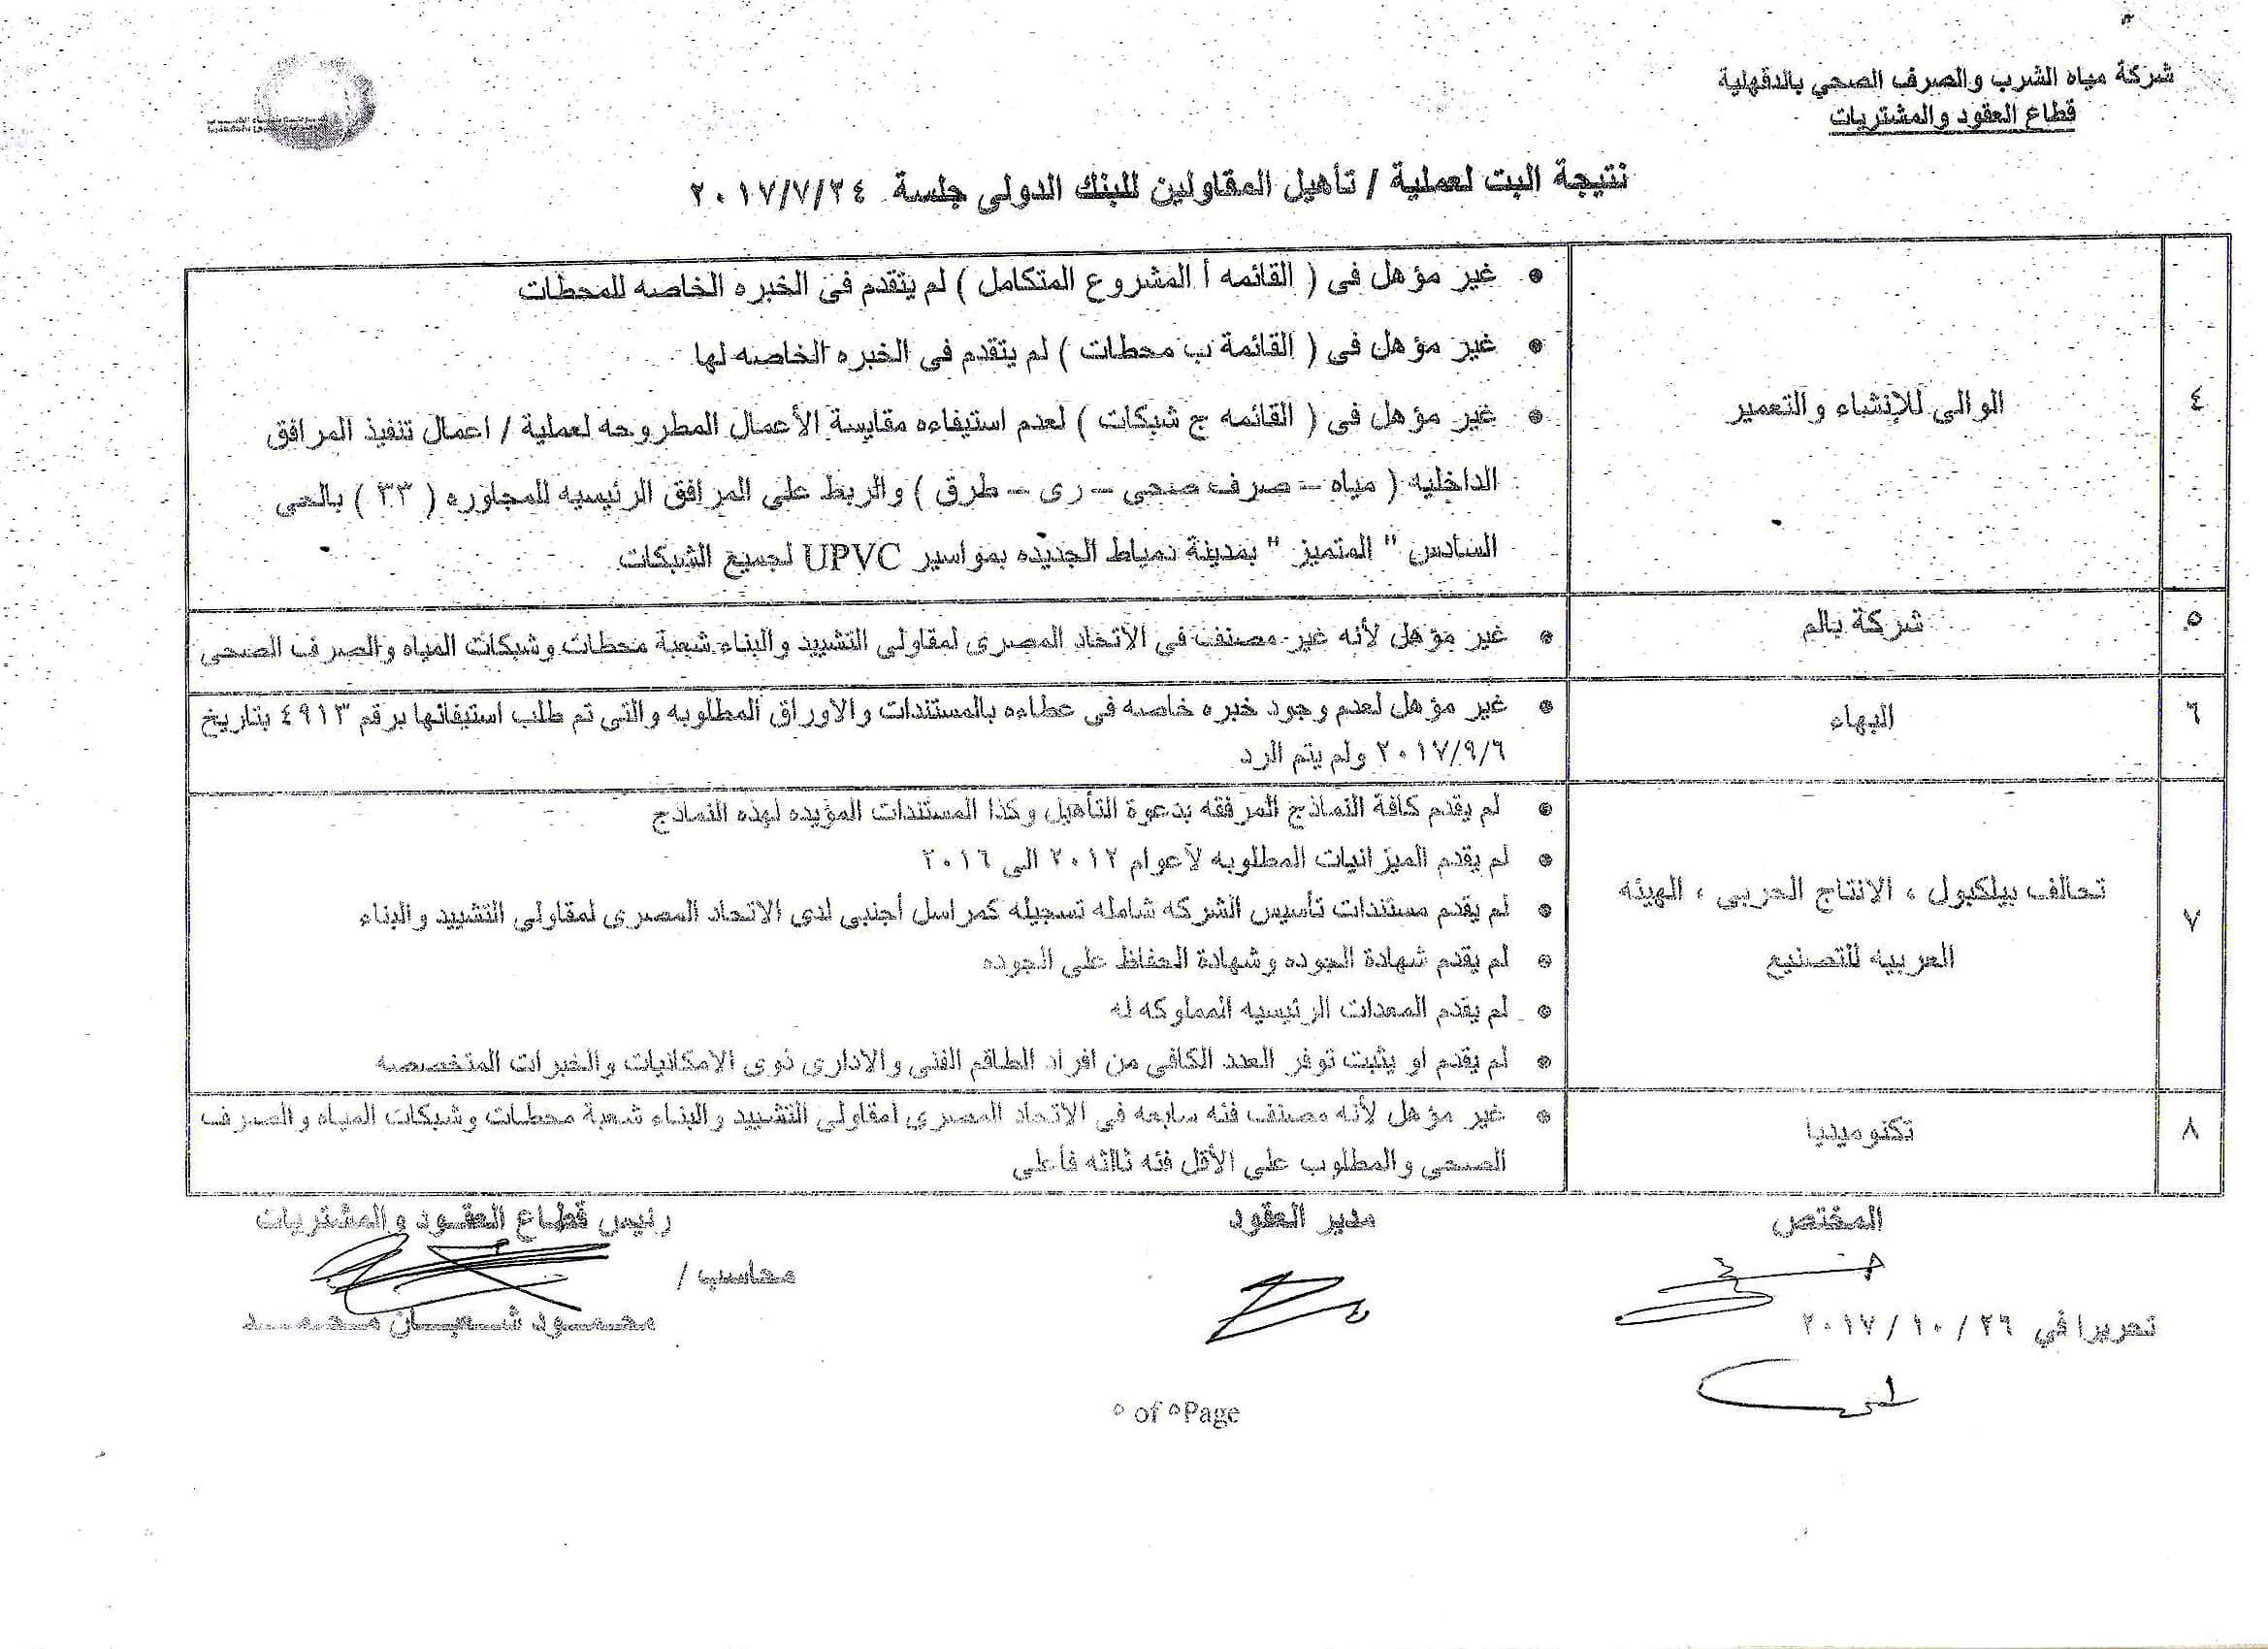 شركة مياه الشرب والصرف الصحي بالدقهلية
قطاع العقود والمشتريات
نتيجة البت لعملية / تأهيل المقاولين للبنك الدولى جلسة ٢٠١٧/٧/٢٤
٤
الوالى للإنشاء والتعمير
• غير مؤهل فى ( القائمه أ المشروع المتكامل ) لم يتقدم فى الخبره الخاصه للمحطات
• غير مؤهل فى ( القائمة ب محطات ) لم يتقدم فى الخبره الخاصه لها
• غير مؤهل فى ( القائمه ج شبكات ) لعدم استيفاءه مقايسة الأعمال المطروحه لعملية / اعمال تنفيذ المرافق
الداخليه ( مياه – صرف صحى – رى – طرق ) والربط على المرافق الرئيسيه للمجاوره ( ٣٣ ) بالحى
السادس " المتميز " بمدينة دمياط الجديده بمواسير UPVC لجميع الشبكات
٥
شركة بالم
• غير مؤهل لأنه غير مصنف فى الاتحاد المصرى لمقاولى التشييد والبناء شعبة محطات وشبكات المياه والصرف الصحى
٦
البهاء
• غير مؤهل لعدم وجود خبره خاصه فى عطاءه بالمستندات والاوراق المطلوبه والتى تم طلب استيفائها برقم ٤٩١٣ بتاريخ
٢٠١٧/٩/٦ ولم يتم الرد
٧
تحالف بيلكبول ، الانتاج الحربى ، الهيئه
العربيه للتصنيع
• لم يقدم كافة النماذج المرفقه بدعوة التأهيل وكذا المستندات المؤيده لهذه النماذج
• لم يقدم الميزانيات المطلوبه لآعوام ٢٠١٢ الى ٢٠١٦
• لم يقدم مستندات تأسيس الشركه شامله تسجيله كمراسل أجنبى لدى الاتحاد المصرى لمقاولى التشييد والبناء
• لم يقدم شهادة الجوده وشهادة الحفاظ على الجوده
• لم يقدم المعدات الرئيسيه المملوكه له
• لم يقدم او يثبت توفر العدد الكافى من افراد الطاقم الفنى والادارى ذوى الامكانيات والخبرات المتخصصه
٨
تكنوميديا
• غير مؤهل لأنه مصنف فئه سابعه فى الاتحاد المصرى لمقاولى التشييد والبناء شعبة محطات وشبكات المياه والصرف
الصحى والمطلوب على الأقل فئه ثالثه فأعلى
المختص
مدير العقود
رئيس قطاع العقود والمشتريات
محاسب /
محمود شعبان محمد
تحريرا في ٢٦ / ١٠ / ٢٠١٧
٥ of ٥Page